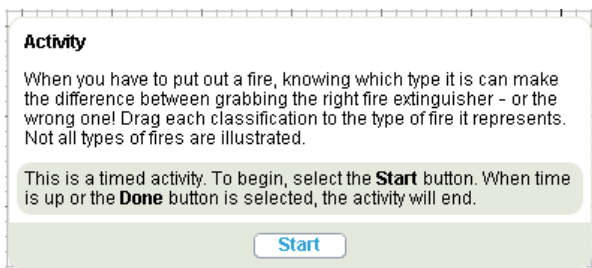 Activity
When you have to put out a fire, knowing which type it is can make
the difference between grabbing the right fire extinguisher - or the
wrong one! Drag each classification to the type of fire it represents.
Not all types of fires are illustrated.
This is a timed activity. To begin, select the Start button. When time
is up or the Done button is selected, the activity will end.
Start